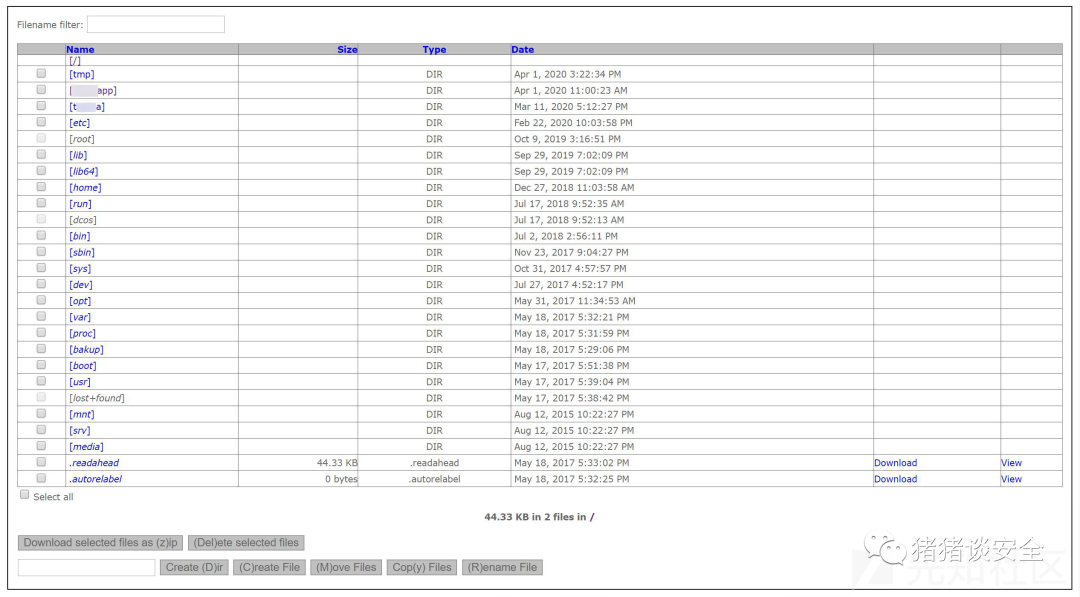 Filename filter:
Name Size Type Date
[/]
[tmp] DIR Apr 1, 2020 3:22:34 PM
[ app] DIR Apr 1, 2020 11:00:23 AM
[t a] DIR Mar 11, 2020 5:12:27 PM
[etc] DIR Feb 22, 2020 10:03:58 PM
[root] DIR Oct 9, 2019 3:16:51 PM
[lib] DIR Sep 29, 2019 7:02:09 PM
[lib64] DIR Sep 29, 2019 7:02:09 PM
[home] DIR Dec 27, 2018 11:03:58 AM
[run] DIR Jul 17, 2018 9:52:35 AM
[dcos] DIR Jul 17, 2018 9:52:13 AM
[bin] DIR Jul 2, 2018 2:56:11 PM
[sbin] DIR Nov 23, 2017 9:04:27 PM
[sys] DIR Oct 31, 2017 4:57:57 PM
[dev] DIR Jul 27, 2017 4:52:17 PM
[opt] DIR May 31, 2017 11:34:53 AM
[var] DIR May 18, 2017 5:32:21 PM
[proc] DIR May 18, 2017 5:31:59 PM
[bakup] DIR May 18, 2017 5:29:06 PM
[boot] DIR May 17, 2017 5:51:38 PM
[usr] DIR May 17, 2017 5:39:04 PM
[lost+found] DIR May 17, 2017 5:38:42 PM
[mnt] DIR Aug 12, 2015 10:22:27 PM
[srv] DIR Aug 12, 2015 10:22:27 PM
[media] DIR Aug 12, 2015 10:22:27 PM
.readahead 44.33 KB .readahead May 18, 2017 5:33:02 PM Download View
.autorelabel 0 bytes .autorelabel May 18, 2017 5:32:25 PM Download View
Select all
44.33 KB in 2 files in /
Download selected files as (z)ip (Del)ete selected files
Create (D)ir (C)reate File (M)ove Files Cop(y) Files (R)ename File
猪猪谈安全
先知社区